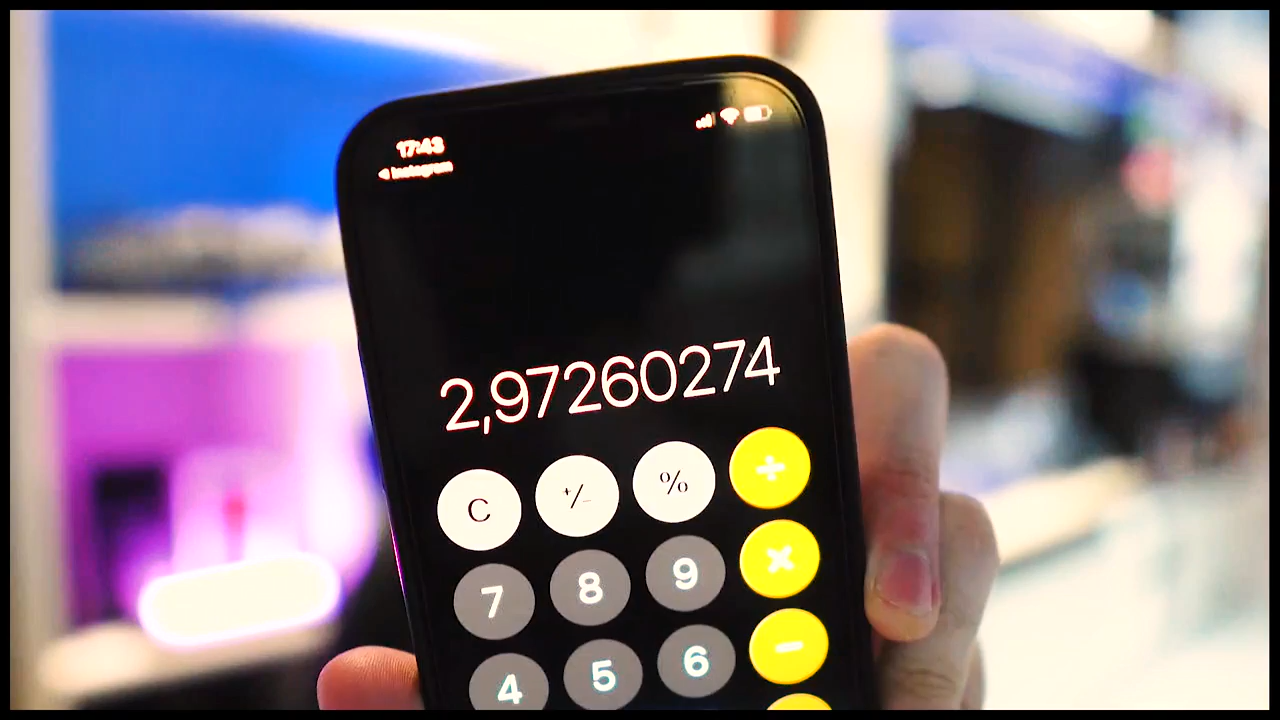 17:43
◀ Instagram
2,97260274
C +/- % ÷
7 8 9 ×
4 5 6 −